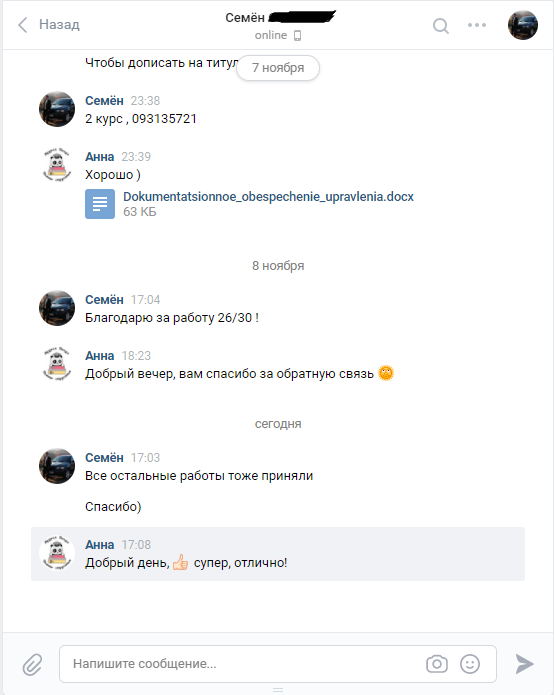 Назад
Семён
online
Чтобы дописать на титул
7 ноября
Семён 23:38
2 курс , 093135721
Анна 23:39
Хорошо )
Dokumentatsionnoe_obespechenie_upravlenia.docx
63 КБ
8 ноября
Семён 17:04
Благодарю за работу 26/30 !
Анна 18:23
Добрый вечер, вам спасибо за обратную связь
сегодня
Семён 17:03
Все остальные работы тоже приняли
Спасибо)
Анна 17:08
Добрый день, супер, отлично!
Напишите сообщение...